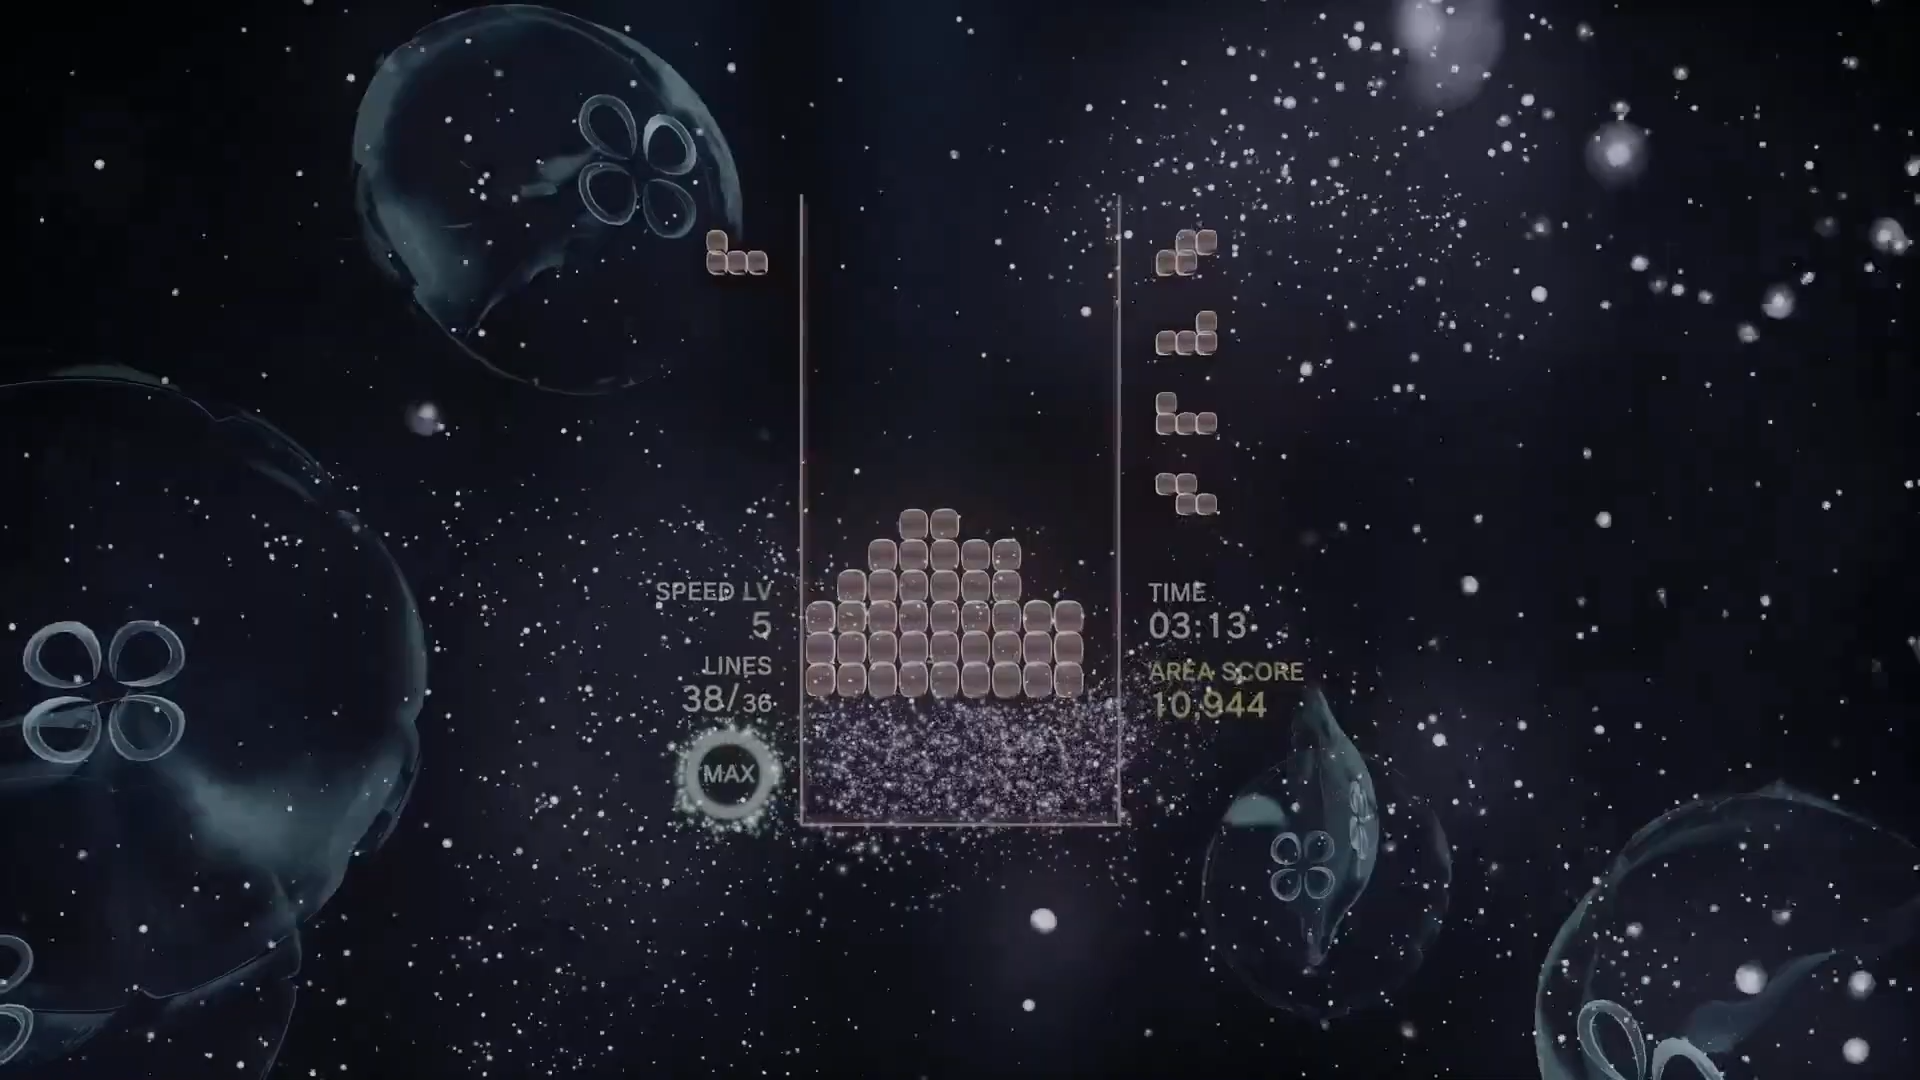 SPEED LV
5
LINES
38/36
MAX
TIME
03:13
AREA SCORE
10,944